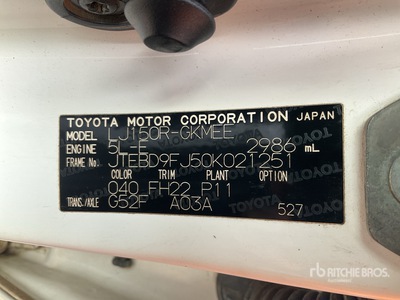 TOYOTA MOTOR CORPORATION JAPAN
MODEL LJ150R-GKMEE
ENGINE 5L-E 2986 mL
FRAME No. JTEBD9FJ50K021251
COLOR TRIM PLANT OPTION
040 FH22 P11
TRANS/AXLE G52F A03A 527
rb RITCHIE BROS.